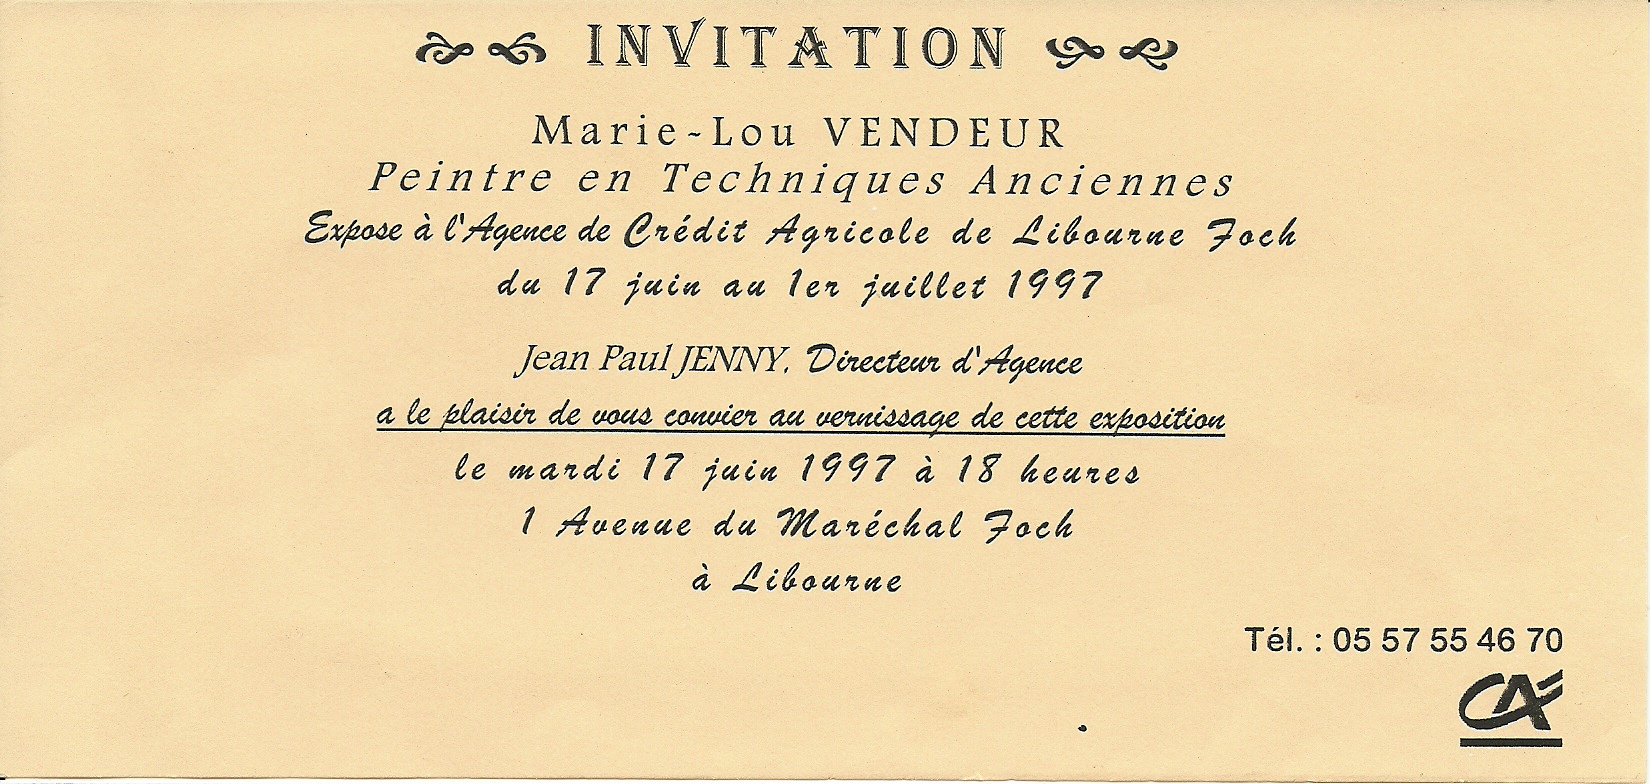 INVITATION
Marie-Lou VENDEUR
Peintre en Techniques Anciennes
Expose à l'Agence de Crédit Agricole de Libourne Foch
du 17 juin au 1er juillet 1997
Jean Paul JENNY, Directeur d'Agence
a le plaisir de vous convier au vernissage de cette exposition
le mardi 17 juin 1997 à 18 heures
1 Avenue du Maréchal Foch
à Libourne
Tél. : 05 57 55 46 70
CA